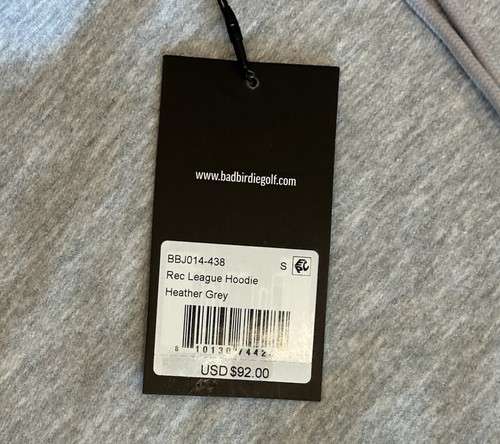 www.badbirdiegolf.com
BBJ014-438 S
Rec League Hoodie
Heather Grey
USD $92.00